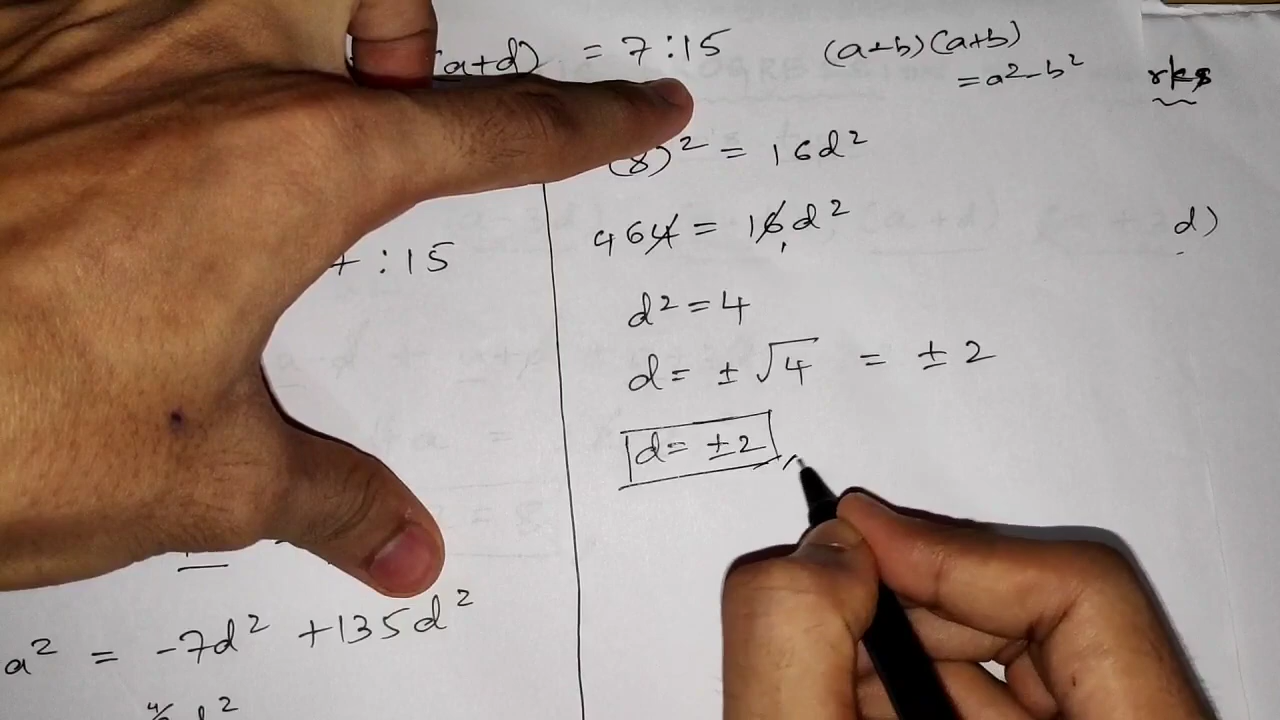 (a+d) = 7:15
(a+b)(a+b)
= a²-b²
rks
(8)² = 16d²
464 = 16d²
d)
7:15
d² = 4
d = ±√4 = ±2
d = ±2
a² = -7d² + 135d²